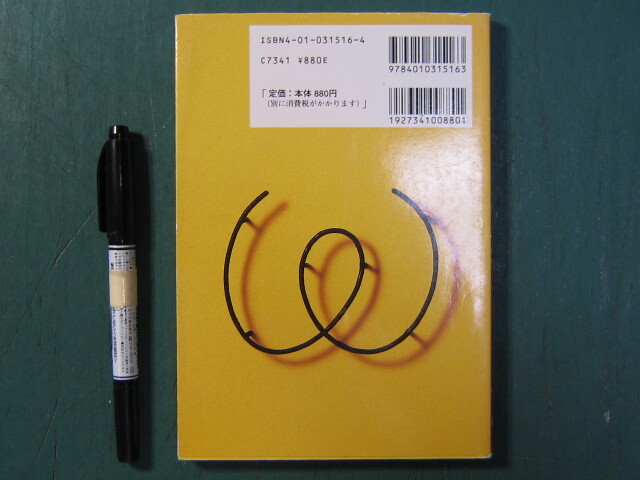 ISBN4-01-031516-4
C7341 ¥880E
「定価：本体880円
（別に消費税がかかります）」
9784010315163
1927341008801